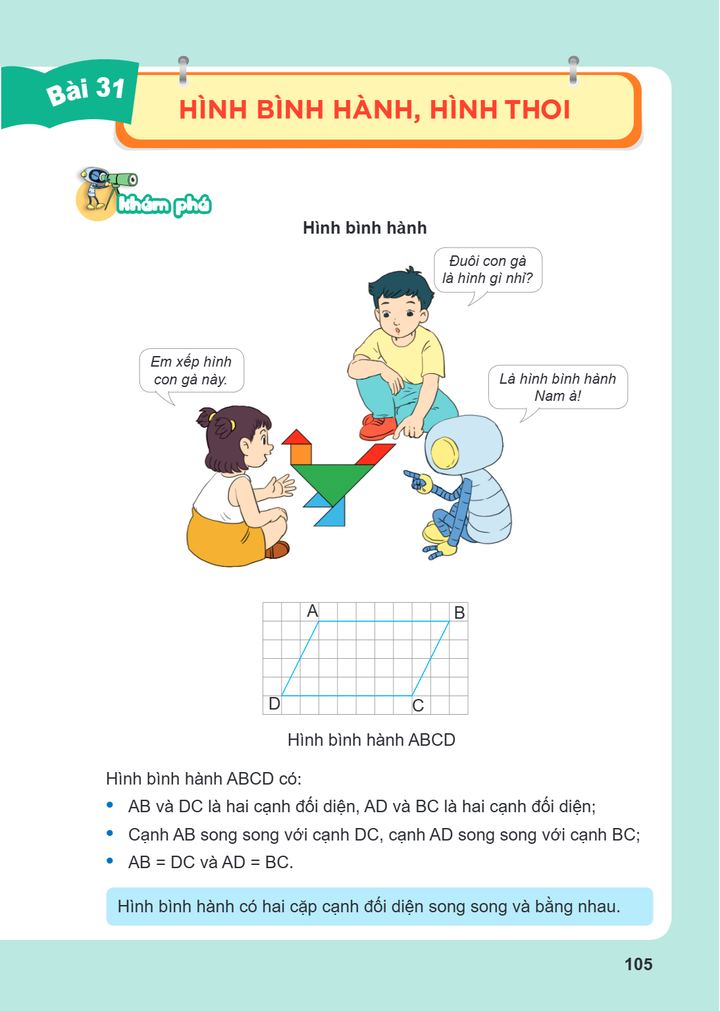 Bài 31
HÌNH BÌNH HÀNH, HÌNH THOI
khám phá
Hình bình hành
Đuôi con gà
là hình gì nhỉ?
Em xếp hình
con gà này.
Là hình bình hành
Nam à!
A
B
D
C
Hình bình hành ABCD
Hình bình hành ABCD có:
• AB và DC là hai cạnh đối diện, AD và BC là hai cạnh đối diện;
• Cạnh AB song song với cạnh DC, cạnh AD song song với cạnh BC;
• AB = DC và AD = BC.
Hình bình hành có hai cặp cạnh đối diện song song và bằng nhau.
105